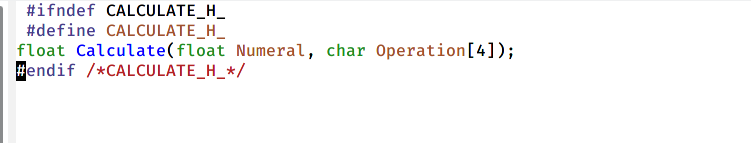 #ifndef CALCULATE_H_
#define CALCULATE_H_
float Calculate(float Numeral, char Operation[4]);
#endif /*CALCULATE_H_*/